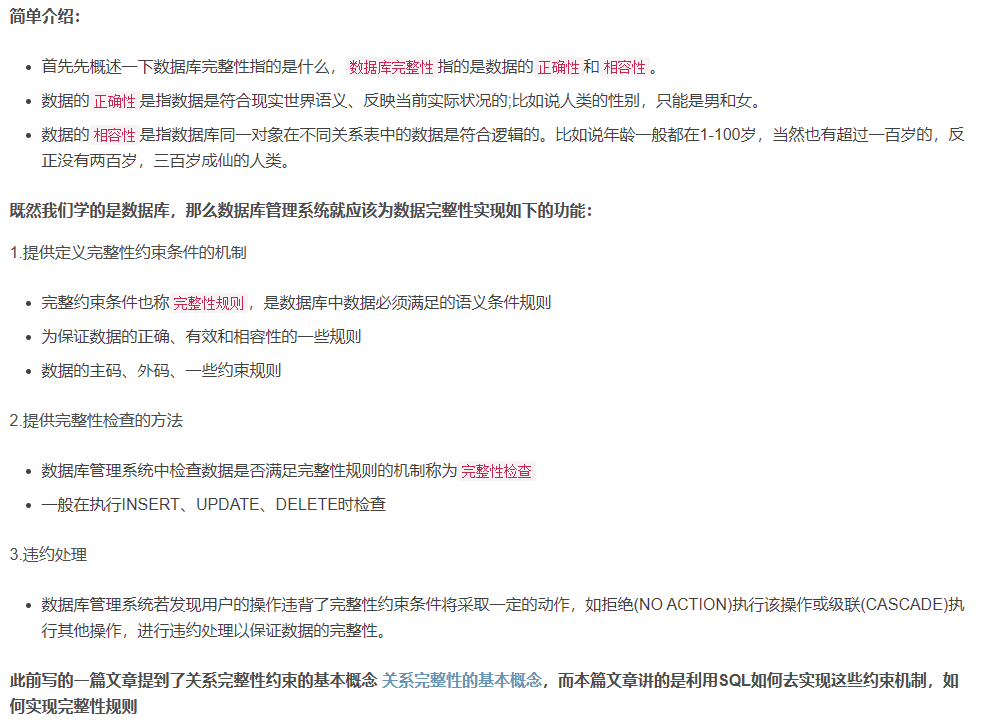 简单介绍：
首先先概述一下数据库完整性指的是什么，数据库完整性指的是数据的正确性和相容性。
数据的正确性是指数据是符合现实世界语义、反映当前实际状况的;比如说人类的性别，只能是男和女。
数据的相容性是指数据库同一对象在不同关系表中的数据是符合逻辑的。比如说年龄一般都在1-100岁，当然也有超过一百岁的，反
正没有两百岁，三百岁成仙的人类。
既然我们学的是数据库，那么数据库管理系统就应该为数据完整性实现如下的功能：
1.提供定义完整性约束条件的机制
完整约束条件也称完整性规则，是数据库中数据必须满足的语义条件规则
为保证数据的正确、有效和相容性的一些规则
数据的主码、外码、一些约束规则
2.提供完整性检查的方法
数据库管理系统中检查数据是否满足完整性规则的机制称为完整性检查
一般在执行INSERT、UPDATE、DELETE时检查
3.违约处理
数据库管理系统若发现用户的操作违背了完整性约束条件将采取一定的动作，如拒绝(NO ACTION)执行该操作或级联(CASCADE)执
行其他操作，进行违约处理以保证数据的完整性。
此前写的一篇文章提到了关系完整性约束的基本概念 关系完整性的基本概念，而本篇文章讲的是利用SQL如何去实现这些约束机制，如
何实现完整性规则